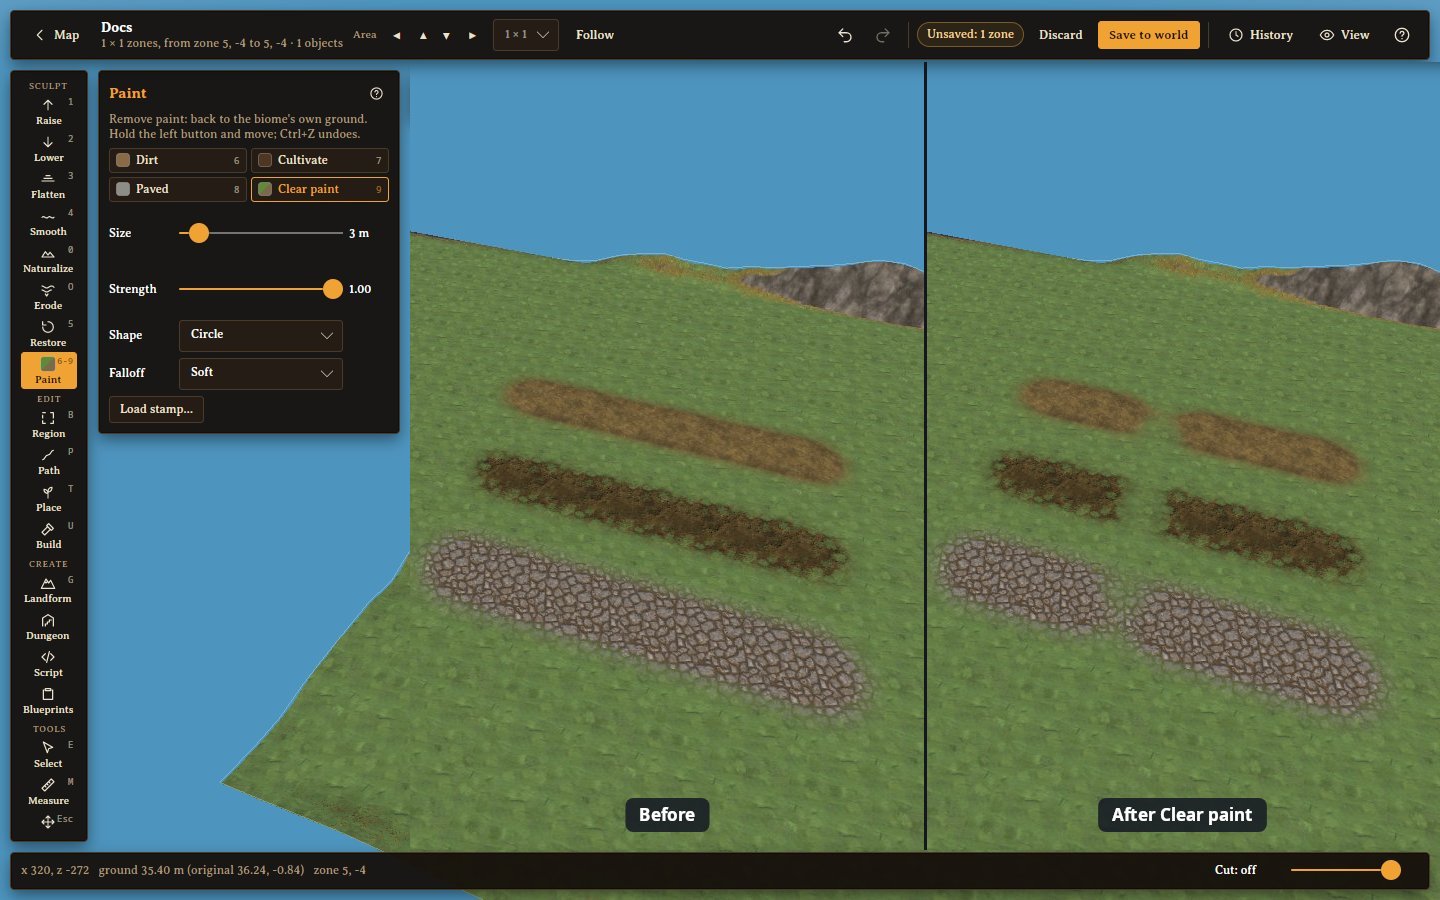 Map
Docs
1 × 1 zones, from zone 5, -4 to 5, -4 · 1 objects
Area
1 × 1
Follow
Unsaved: 1 zone
Discard
Save to world
History
View
SCULPT
1
Raise
2
Lower
3
Flatten
4
Smooth
0
Naturalize
O
Erode
5
Restore
6-9
Paint
EDIT
B
Region
P
Path
T
Place
U
Build
CREATE
G
Landform
Dungeon
Script
Blueprints
TOOLS
E
Select
M
Measure
Esc
Paint
Remove paint: back to the biome's own ground.
Hold the left button and move; Ctrl+Z undoes.
Dirt 6
Cultivate 7
Paved 8
Clear paint 9
Size 3 m
Strength 1.00
Shape Circle
Falloff Soft
Load stamp...
Before
After Clear paint
x 320, z -272 ground 35.40 m (original 36.24, -0.84) zone 5, -4
Cut: off